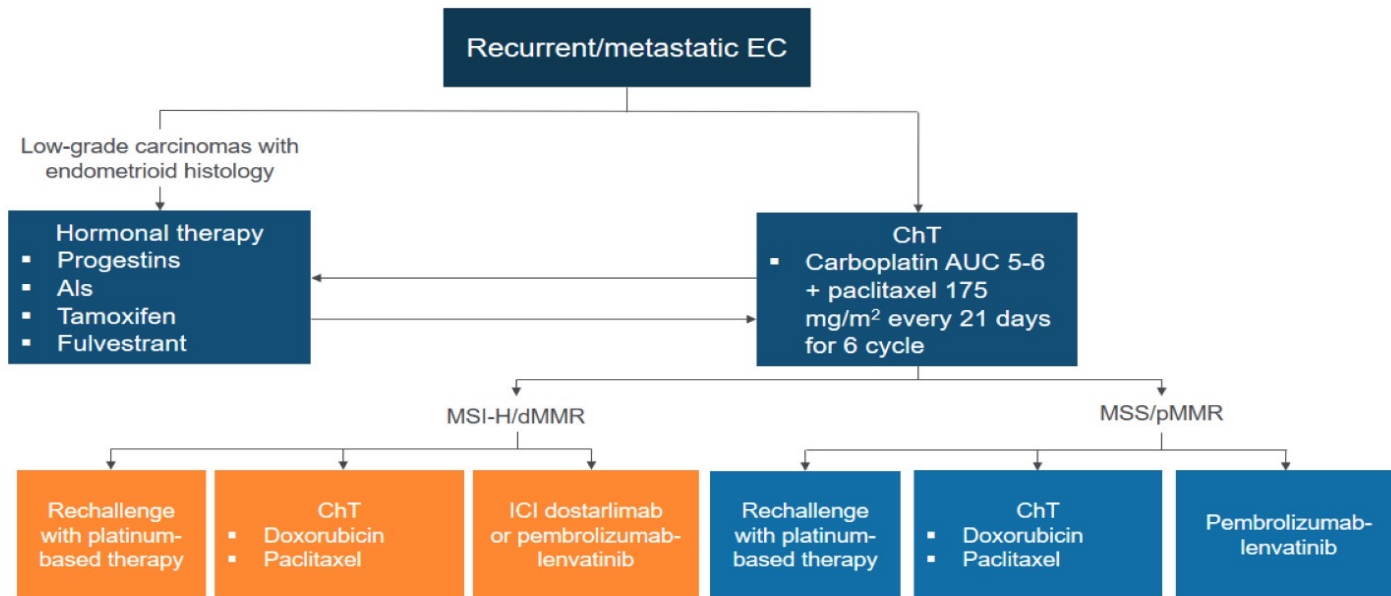 Recurrent/metastatic EC
Low-grade carcinomas with
endometrioid histology
Hormonal therapy
▪ Progestins
▪ AIs
▪ Tamoxifen
▪ Fulvestrant
ChT
▪ Carboplatin AUC 5-6
+ paclitaxel 175
mg/m² every 21 days
for 6 cycle
MSI-H/dMMR
MSS/pMMR
Rechallenge
with platinum-
based therapy
ChT
▪ Doxorubicin
▪ Paclitaxel
ICI dostarlimab
or pembrolizumab-
lenvatinib
Rechallenge
with platinum-
based therapy
ChT
▪ Doxorubicin
▪ Paclitaxel
Pembrolizumab-
lenvatinib